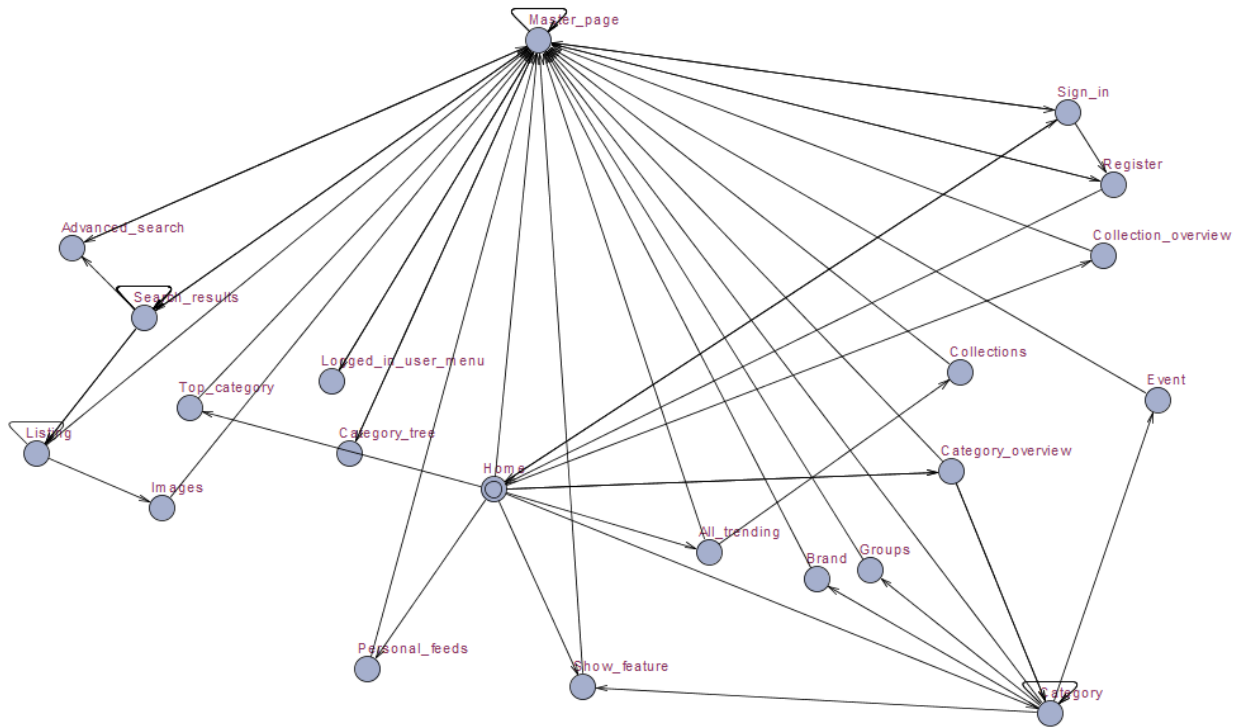 Master_page
Sign_in
Register
Advanced_search
Collection_overview
Search_results
Logged_in_user_menu
Collections
Top_category
Event
Listing
Category_tree
Category_overview
Home
Images
All_trending
Brand
Groups
Personal_feeds
Show_feature
Category